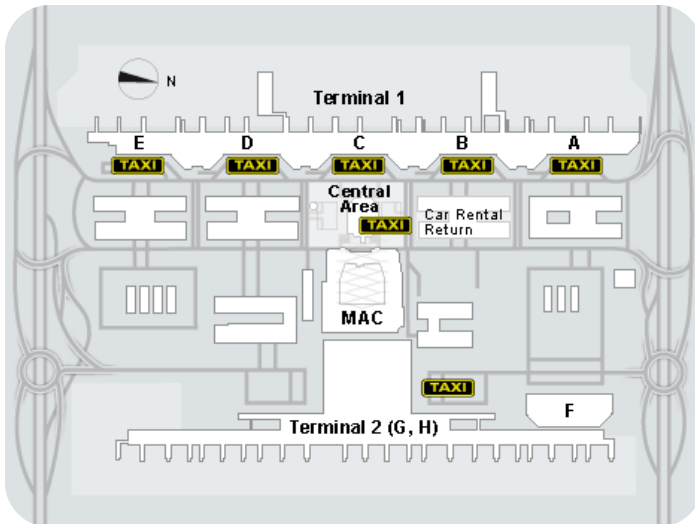 N
Terminal 1
E
D
C
B
A
TAXI
TAXI
TAXI
TAXI
TAXI
Central
Area
TAXI
Car Rental
Return
MAC
TAXI
F
Terminal 2 (G, H)